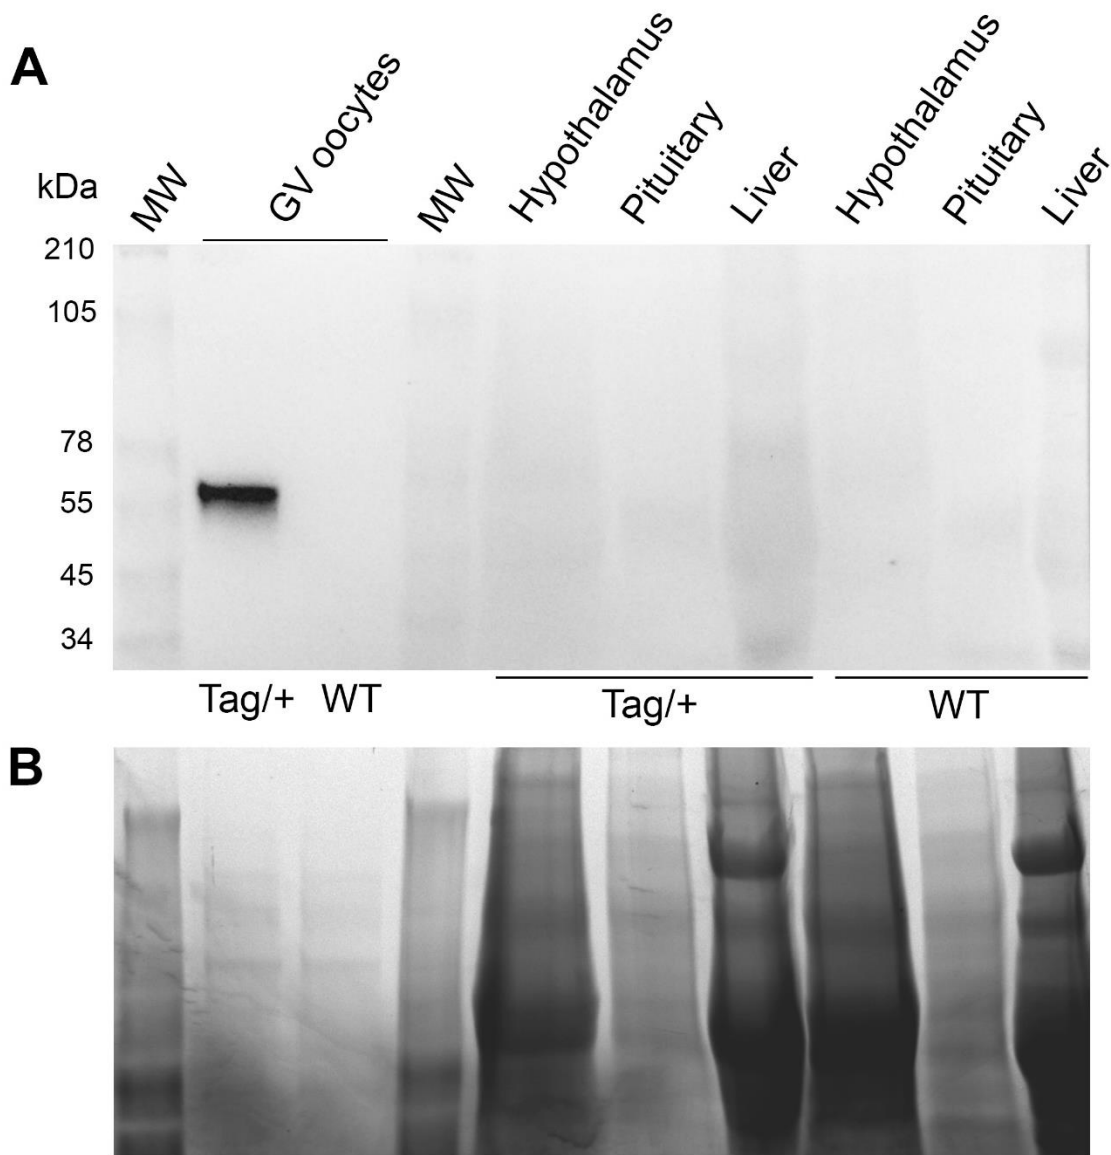 A
kDa
MW
GV oocytes
MW
Hypothalamus
Pituitary
Liver
Hypothalamus
Pituitary
Liver
210
105
78
55
45
34
Tag/+ WT Tag/+ WT
B